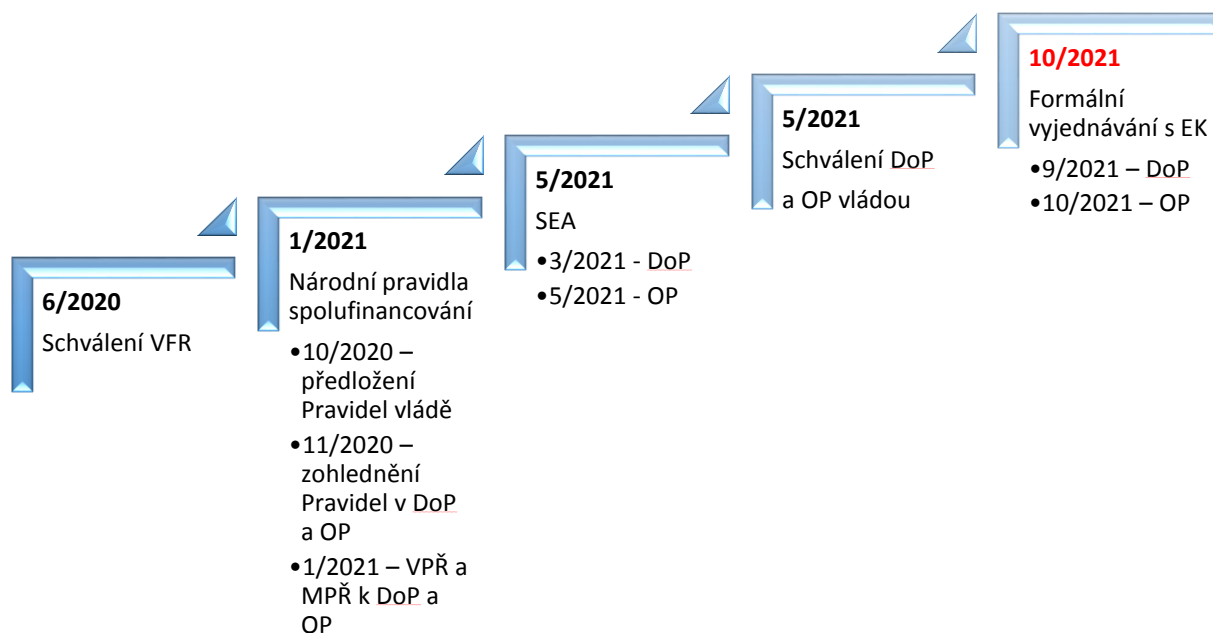 6/2020
Schválení VFR
1/2021
Národní pravidla
spolufinancování
•10/2020 –
předložení
Pravidel vládě
•11/2020 –
zohlednění
Pravidel v DoP
a OP
•1/2021 – VPŘ a
MPŘ k DoP a
OP
5/2021
SEA
•3/2021 - DoP
•5/2021 - OP
5/2021
Schválení DoP
a OP vládou
10/2021
Formální
vyjednávání s EK
•9/2021 – DoP
•10/2021 – OP